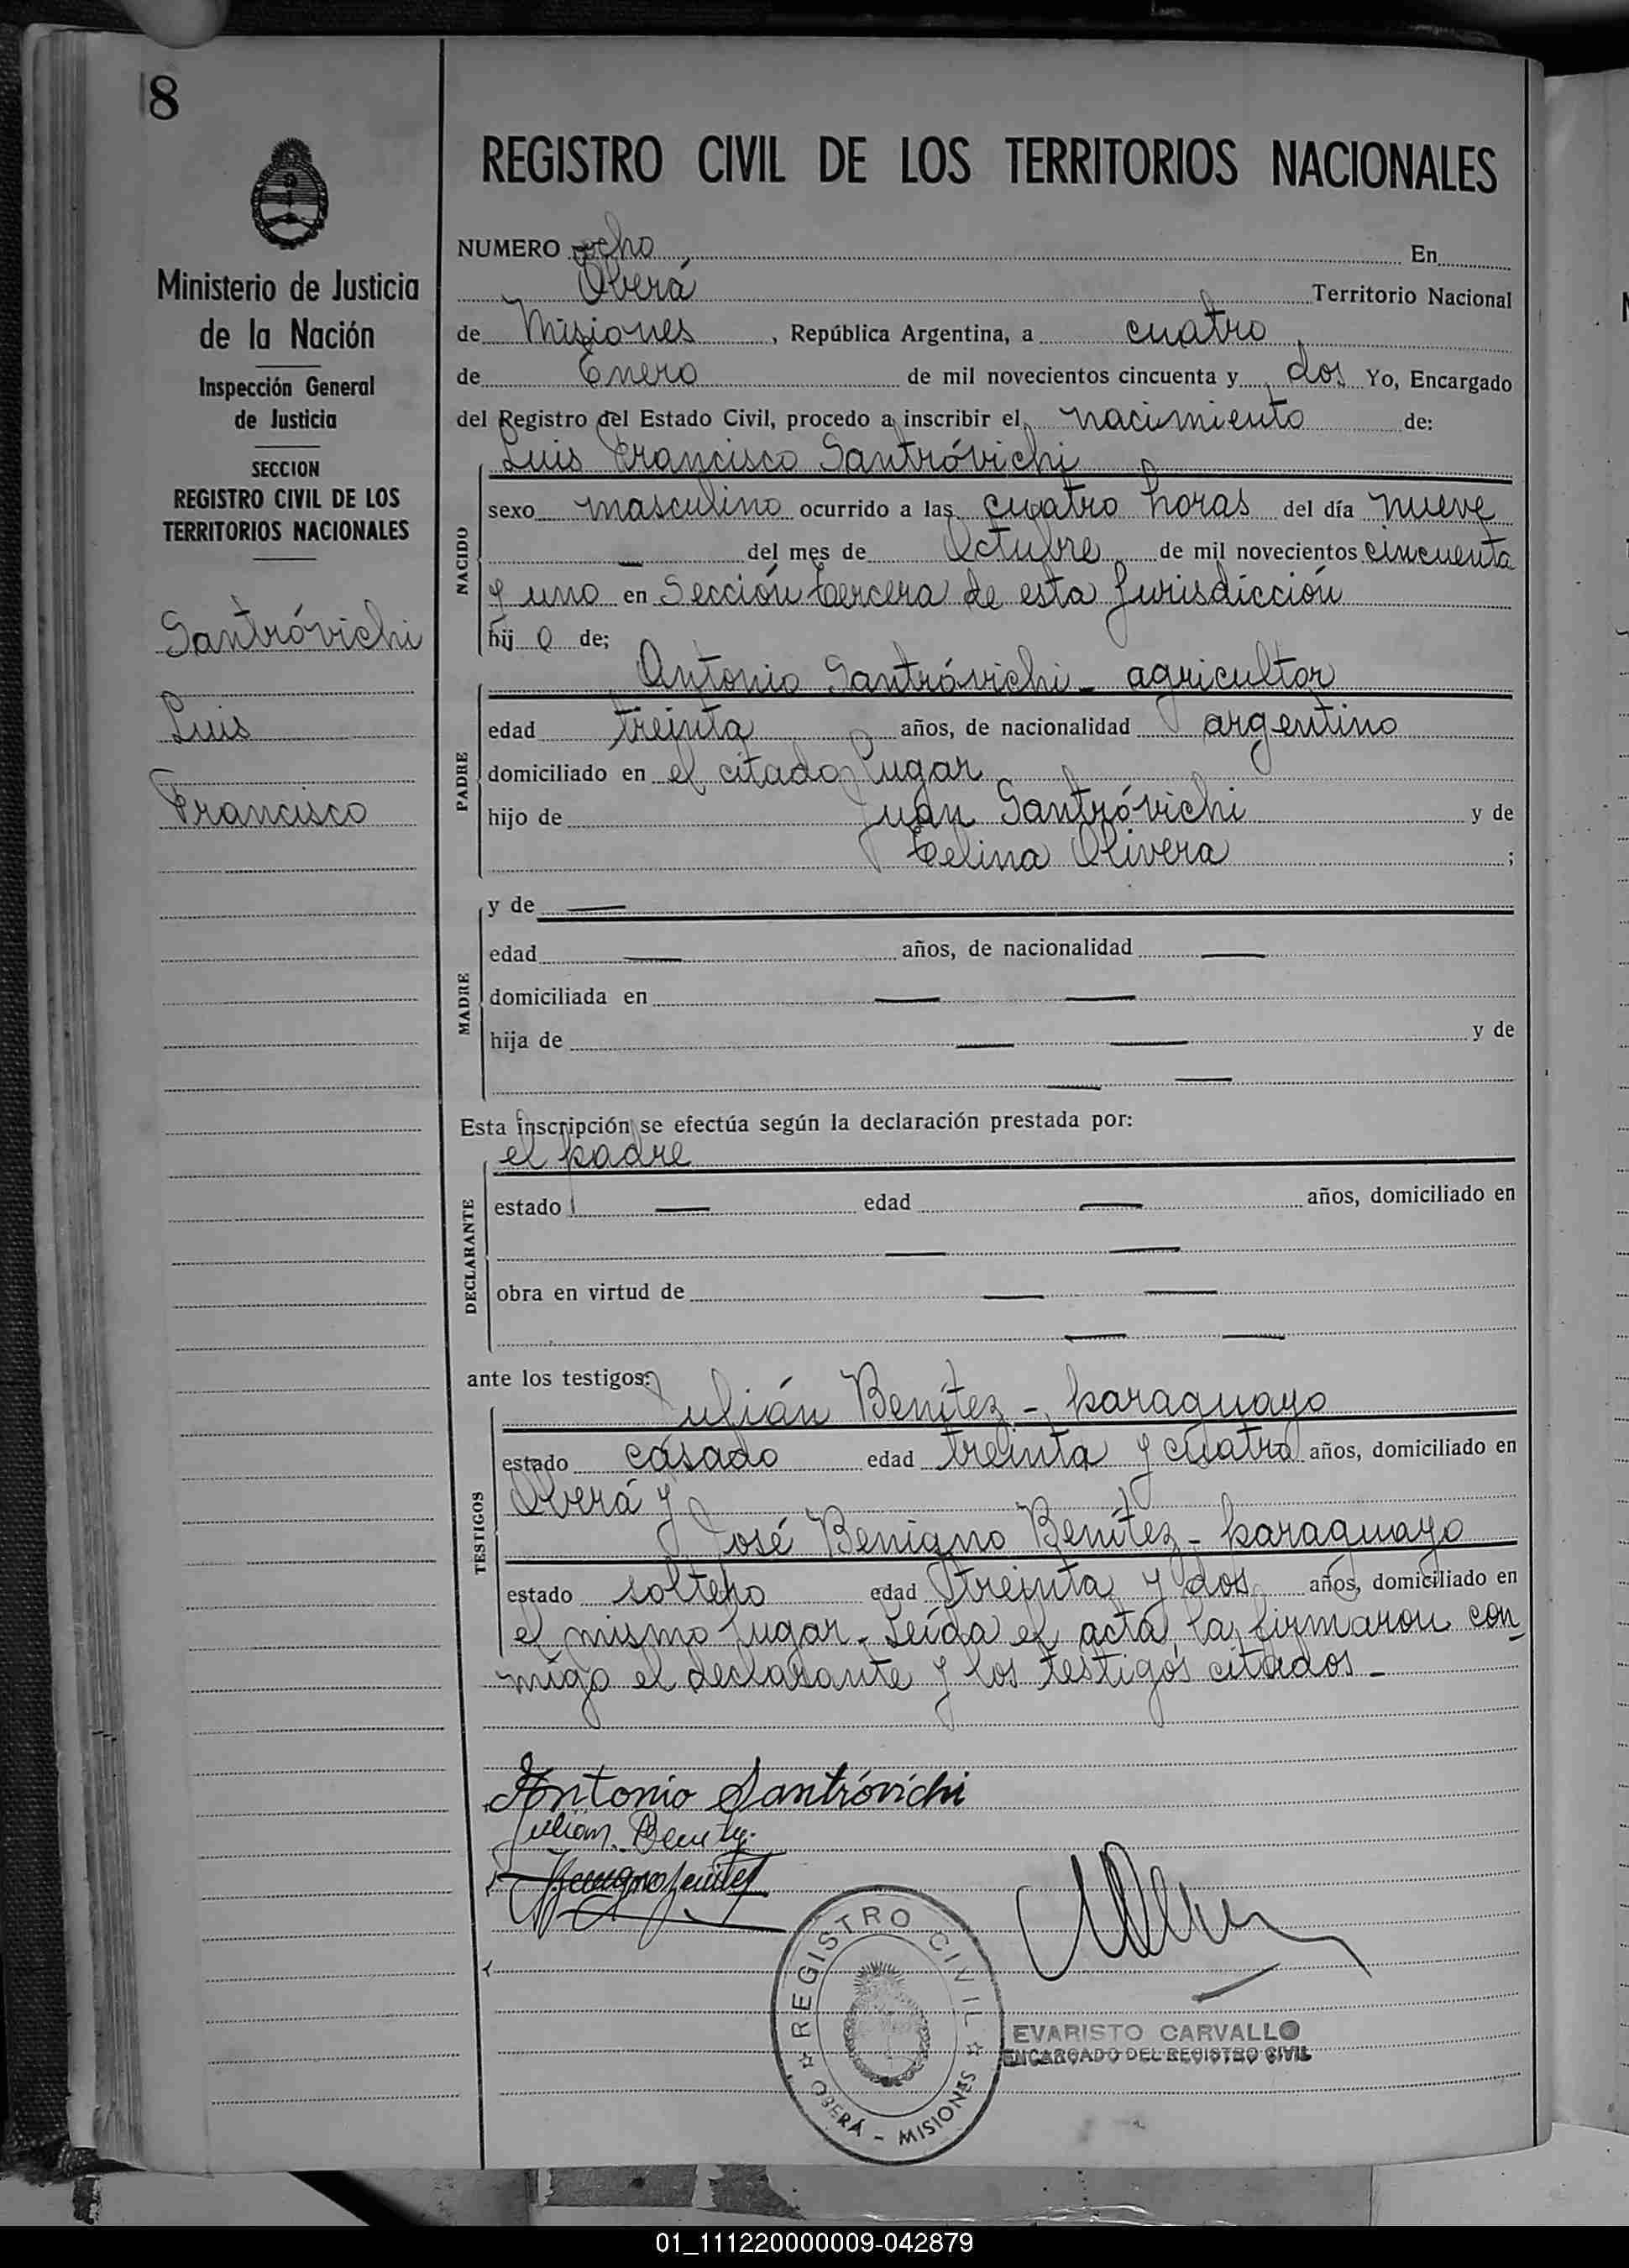 8
REGISTRO CIVIL DE LOS TERRITORIOS NACIONALES
Ministerio de Justicia
de la Nación
Inspección General
de Justicia
SECCION
REGISTRO CIVIL DE LOS
TERRITORIOS NACIONALES
Santróvichi
Luis
Francisco
NUMERO ocho En
Oberá Territorio Nacional
de Misiones, República Argentina, a cuatro
de Enero de mil novecientos cincuenta y dos Yo, Encargado
del Registro del Estado Civil, procedo a inscribir el nacimiento de:
Luis Francisco Santróvichi
NACIDO
sexo masculino ocurrido a las cuatro horas del día nueve
del mes de Octubre de mil novecientos cincuenta
y uno en Sección tercera de esta Jurisdicción
hij o de;
PADRE
Antonio Santróvichi - agricultor
edad treinta años, de nacionalidad argentino
domiciliado en el citado lugar
hijo de Juan Santróvichi y de
Celina Olivera ;
MADRE
y de —
edad — años, de nacionalidad —
domiciliada en — —
hija de — — y de
— —
Esta inscripción se efectúa según la declaración prestada por:
DECLARANTE
el padre
estado — edad — años, domiciliado en
— —
obra en virtud de — —
— —
ante los testigos:
TESTIGOS
Julián Benítez - paraguayo
estado casado edad treinta y cuatro años, domiciliado en
Oberá y
José Benigno Benítez - paraguayo
estado soltero edad treinta y dos años, domiciliado en
el mismo lugar. Leída el acta la firmaron con_
migo el declarante y los testigos citados -
Antonio Santróvichi
Julian Benitez
Benigno Benitez
REGISTRO CIVIL
OBERÁ - MISIONES
EVARISTO CARVALLO
ENCARGADO DEL REGISTRO CIVIL
01_111220000009-042879